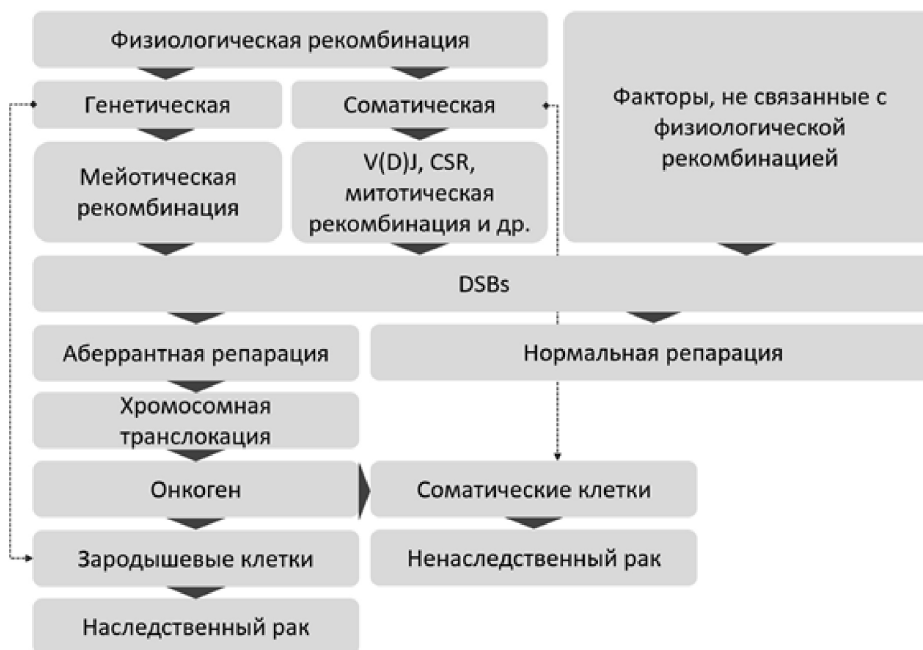 Физиологическая рекомбинация
Генетическая
Соматическая
Факторы, не связанные с
физиологической
рекомбинацией
Мейотическая
рекомбинация
V(D)J, CSR,
митотическая
рекомбинация и др.
DSBs
Аберрантная репарация
Нормальная репарация
Хромосомная
транслокация
Онкоген
Соматические клетки
Зародышевые клетки
Ненаследственный рак
Наследственный рак